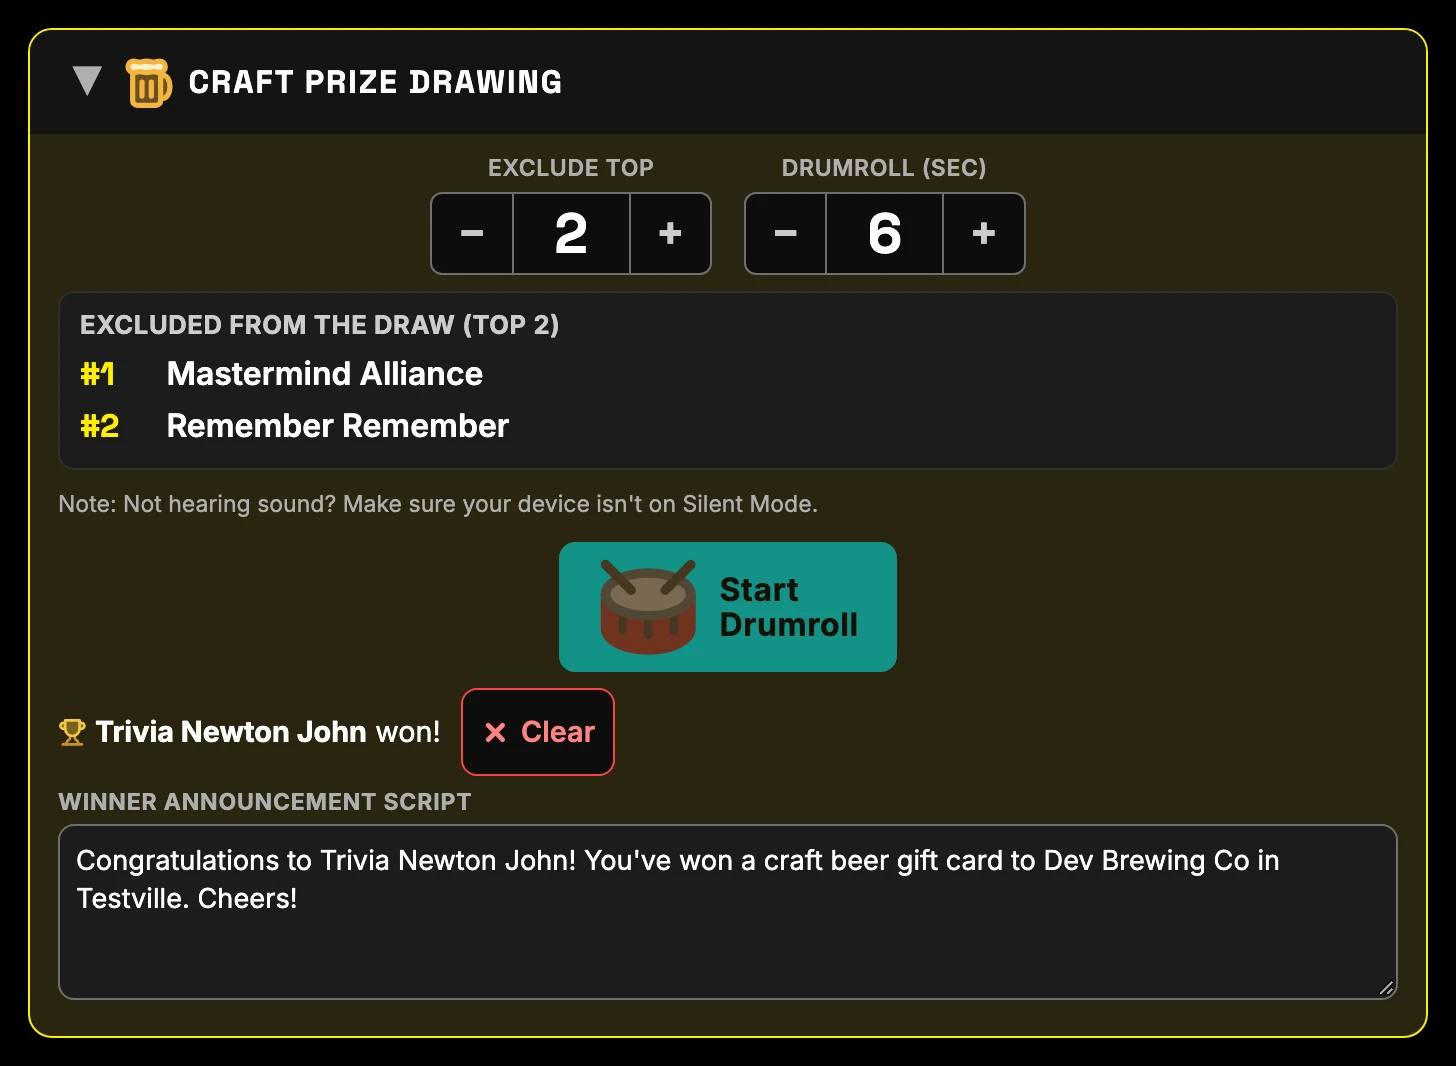 ▼ CRAFT PRIZE DRAWING
EXCLUDE TOP
− 2 +
DRUMROLL (SEC)
− 6 +
EXCLUDED FROM THE DRAW (TOP 2)
#1 Mastermind Alliance
#2 Remember Remember
Note: Not hearing sound? Make sure your device isn't on Silent Mode.
Start
Drumroll
Trivia Newton John won!
✕ Clear
WINNER ANNOUNCEMENT SCRIPT
Congratulations to Trivia Newton John! You've won a craft beer gift card to Dev Brewing Co in
Testville. Cheers!